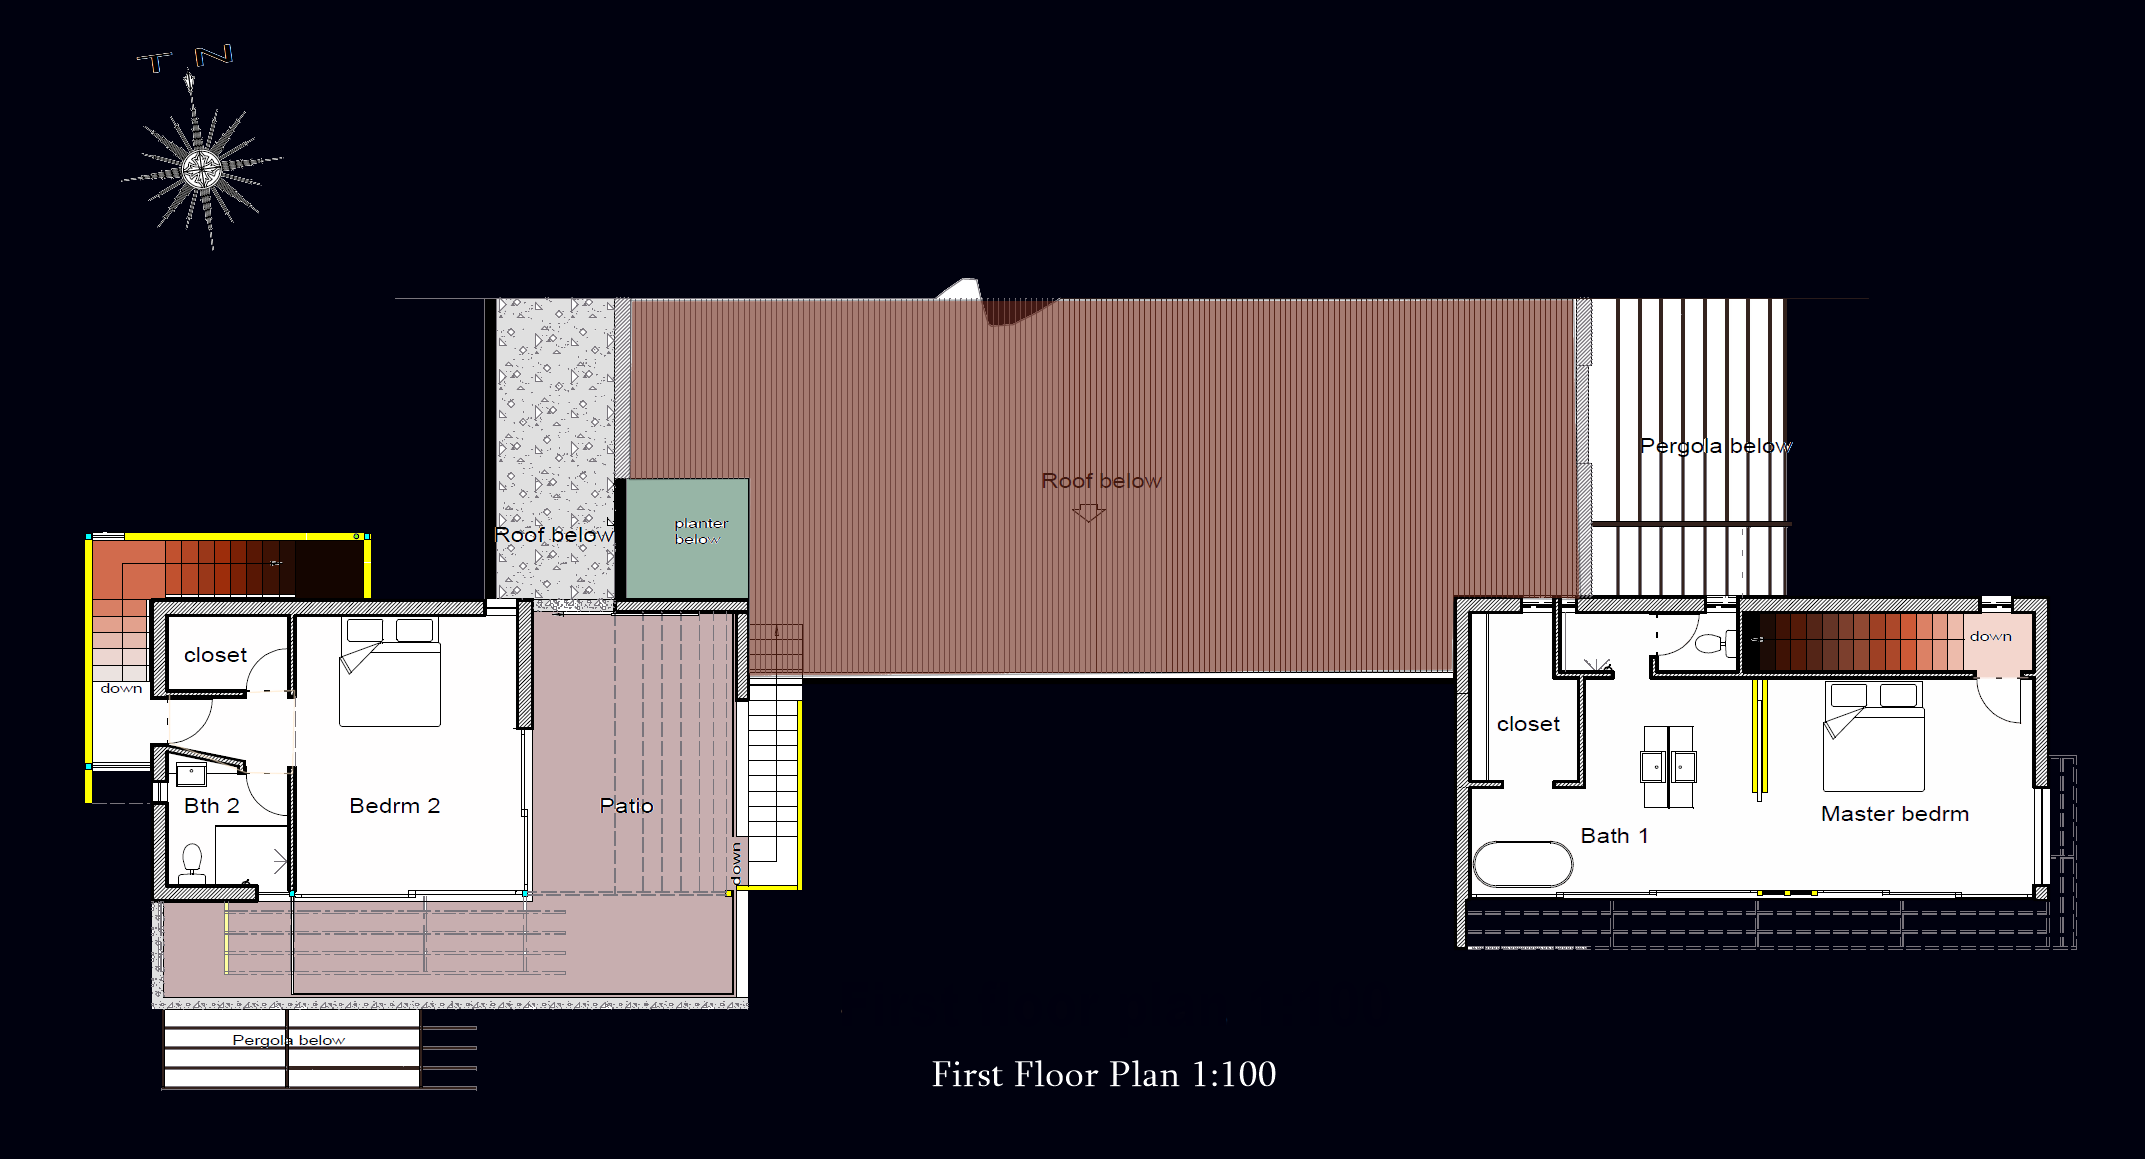 T N
Pergola below
Roof below
planter
below
Roof below
down
closet
down
closet
Bth 2
Bedrm 2
Patio
Master bedrm
Bath 1
down
Pergola below
First Floor Plan 1:100